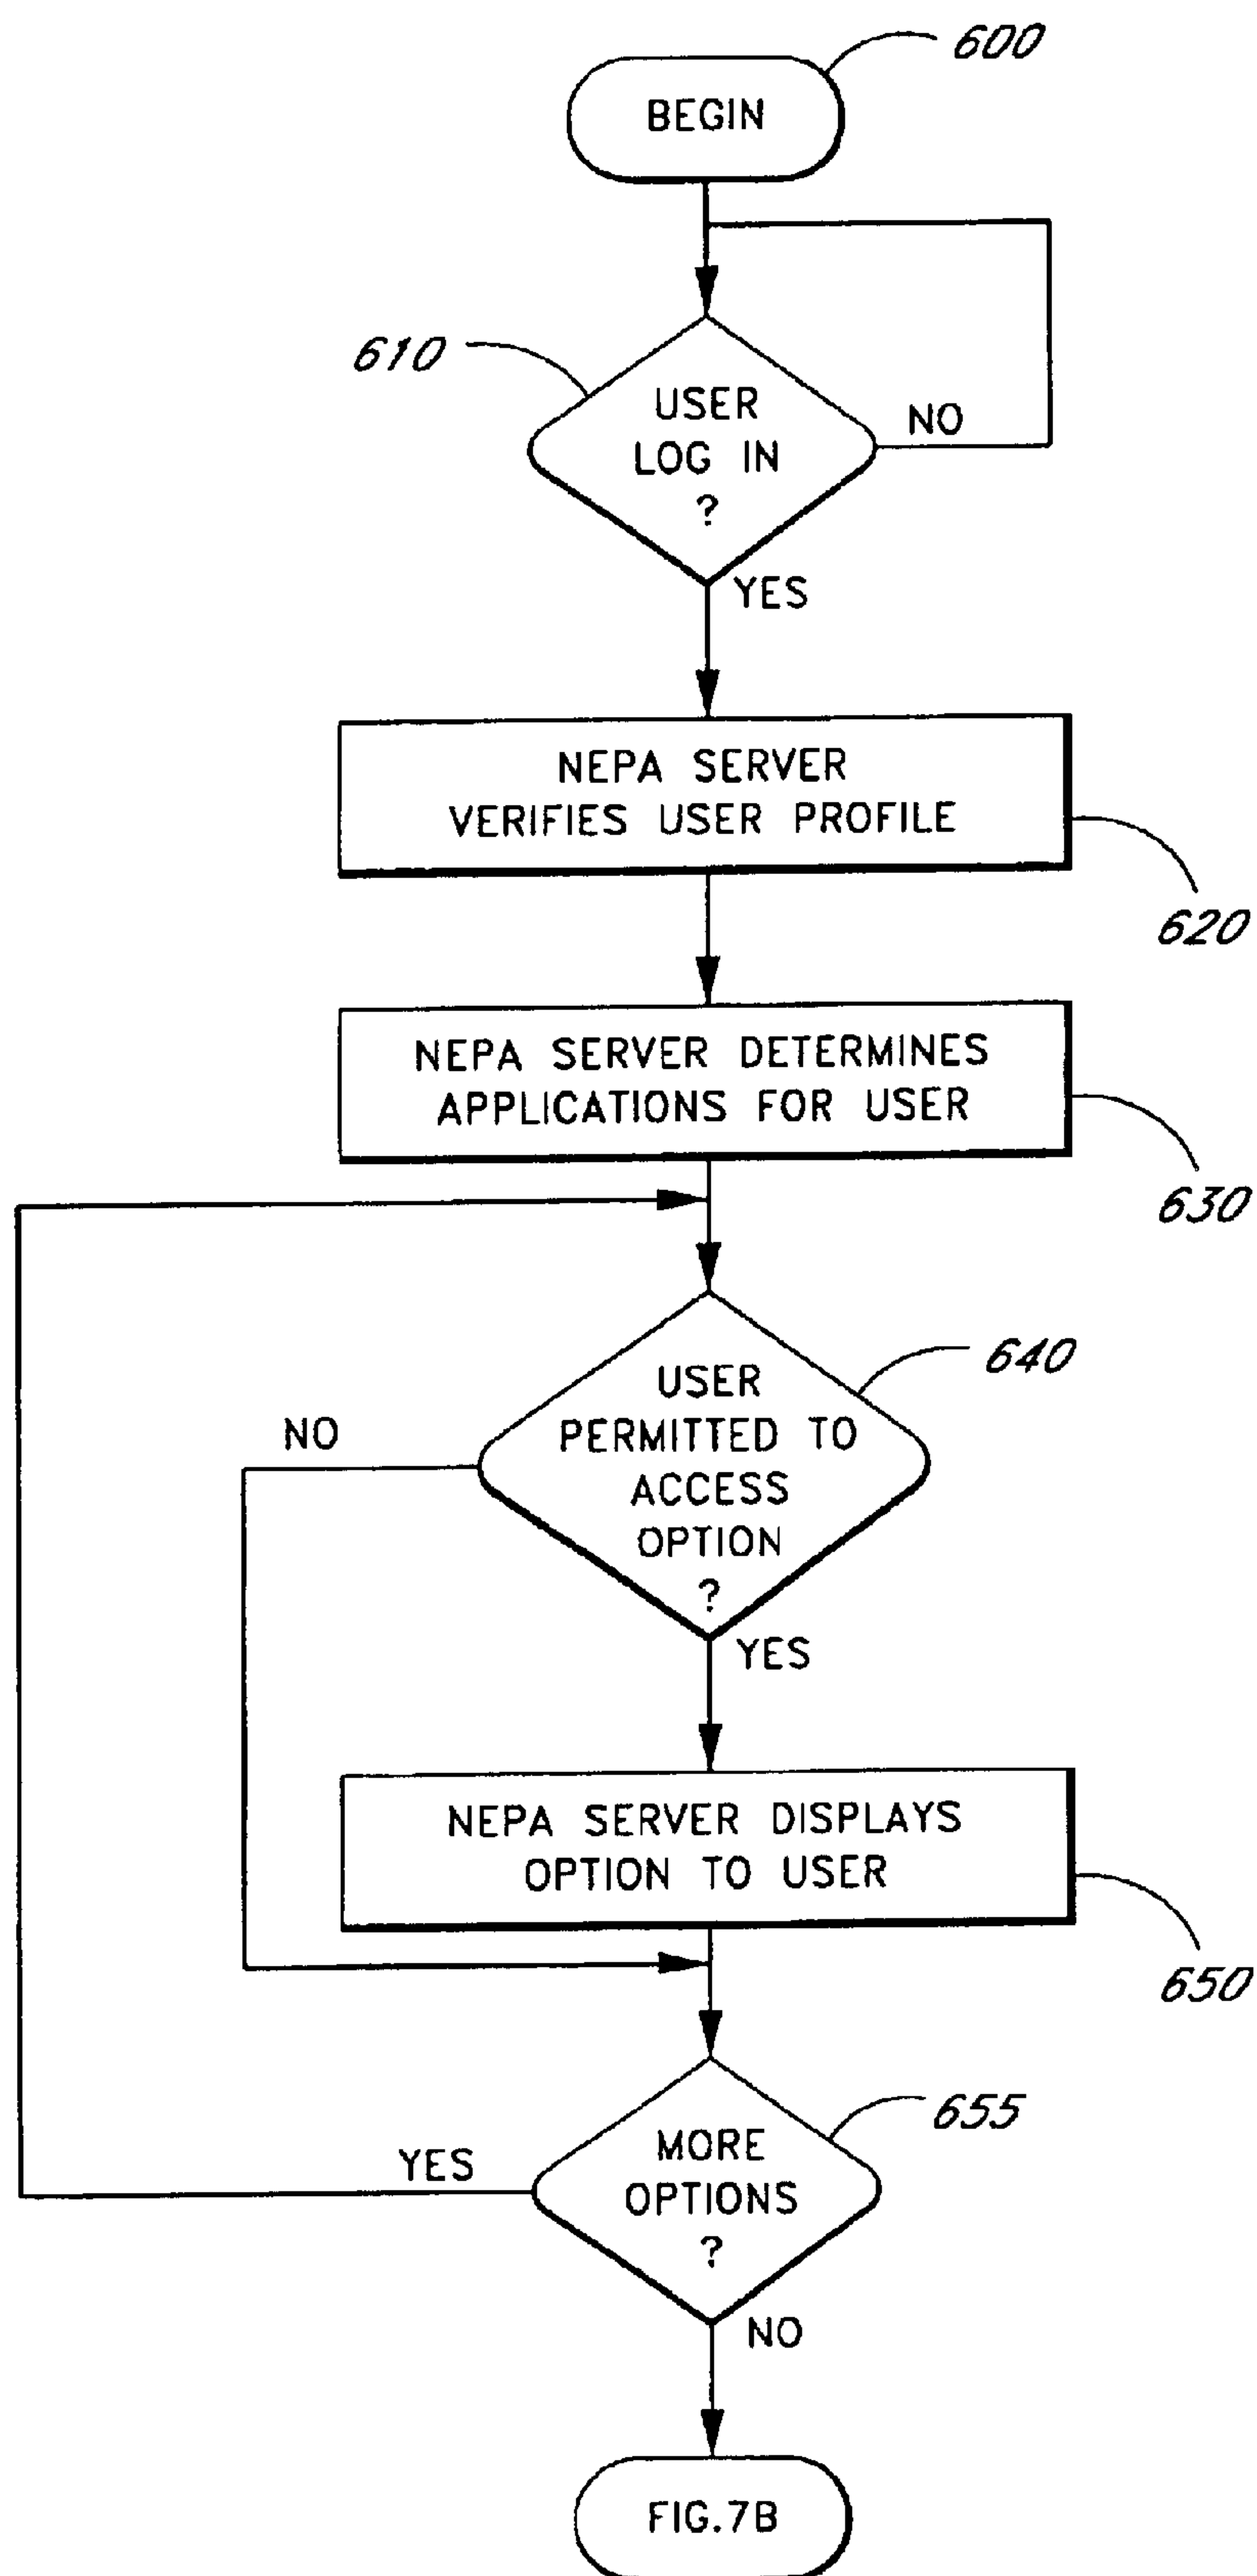 600
BEGIN
610
USER
LOG IN
?
NO
YES
NEPA SERVER
VERIFIES USER PROFILE
620
NEPA SERVER DETERMINES
APPLICATIONS FOR USER
630
640
USER
PERMITTED TO
ACCESS
OPTION
?
NO
YES
NEPA SERVER DISPLAYS
OPTION TO USER
650
655
MORE
OPTIONS
?
YES
NO
FIG.7B